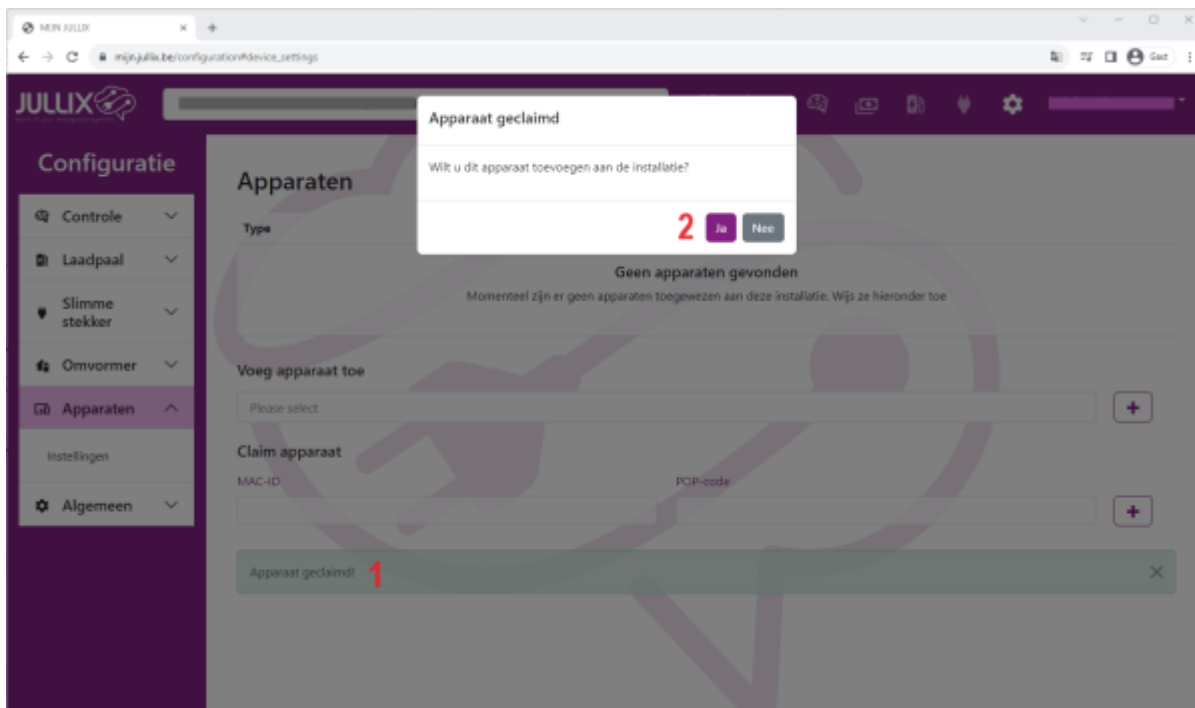 MIJN JULLIX
mijn.jullix.be/configuration#device_settings
Gast
JULLIX
Configuratie
Controle
Laadpaal
Slimme
stekker
Omvormer
Apparaten
Instellingen
Algemeen
Apparaten
Type
Apparaat geclaimd
Wilt u dit apparaat toevoegen aan de installatie?
2 Ja Nee
Geen apparaten gevonden
Momenteel zijn er geen apparaten toegewezen aan deze installatie. Wijs ze hieronder toe
Voeg apparaat toe
Please select
Claim apparaat
MAC-ID POP-code
Apparaat geclaimd! 1